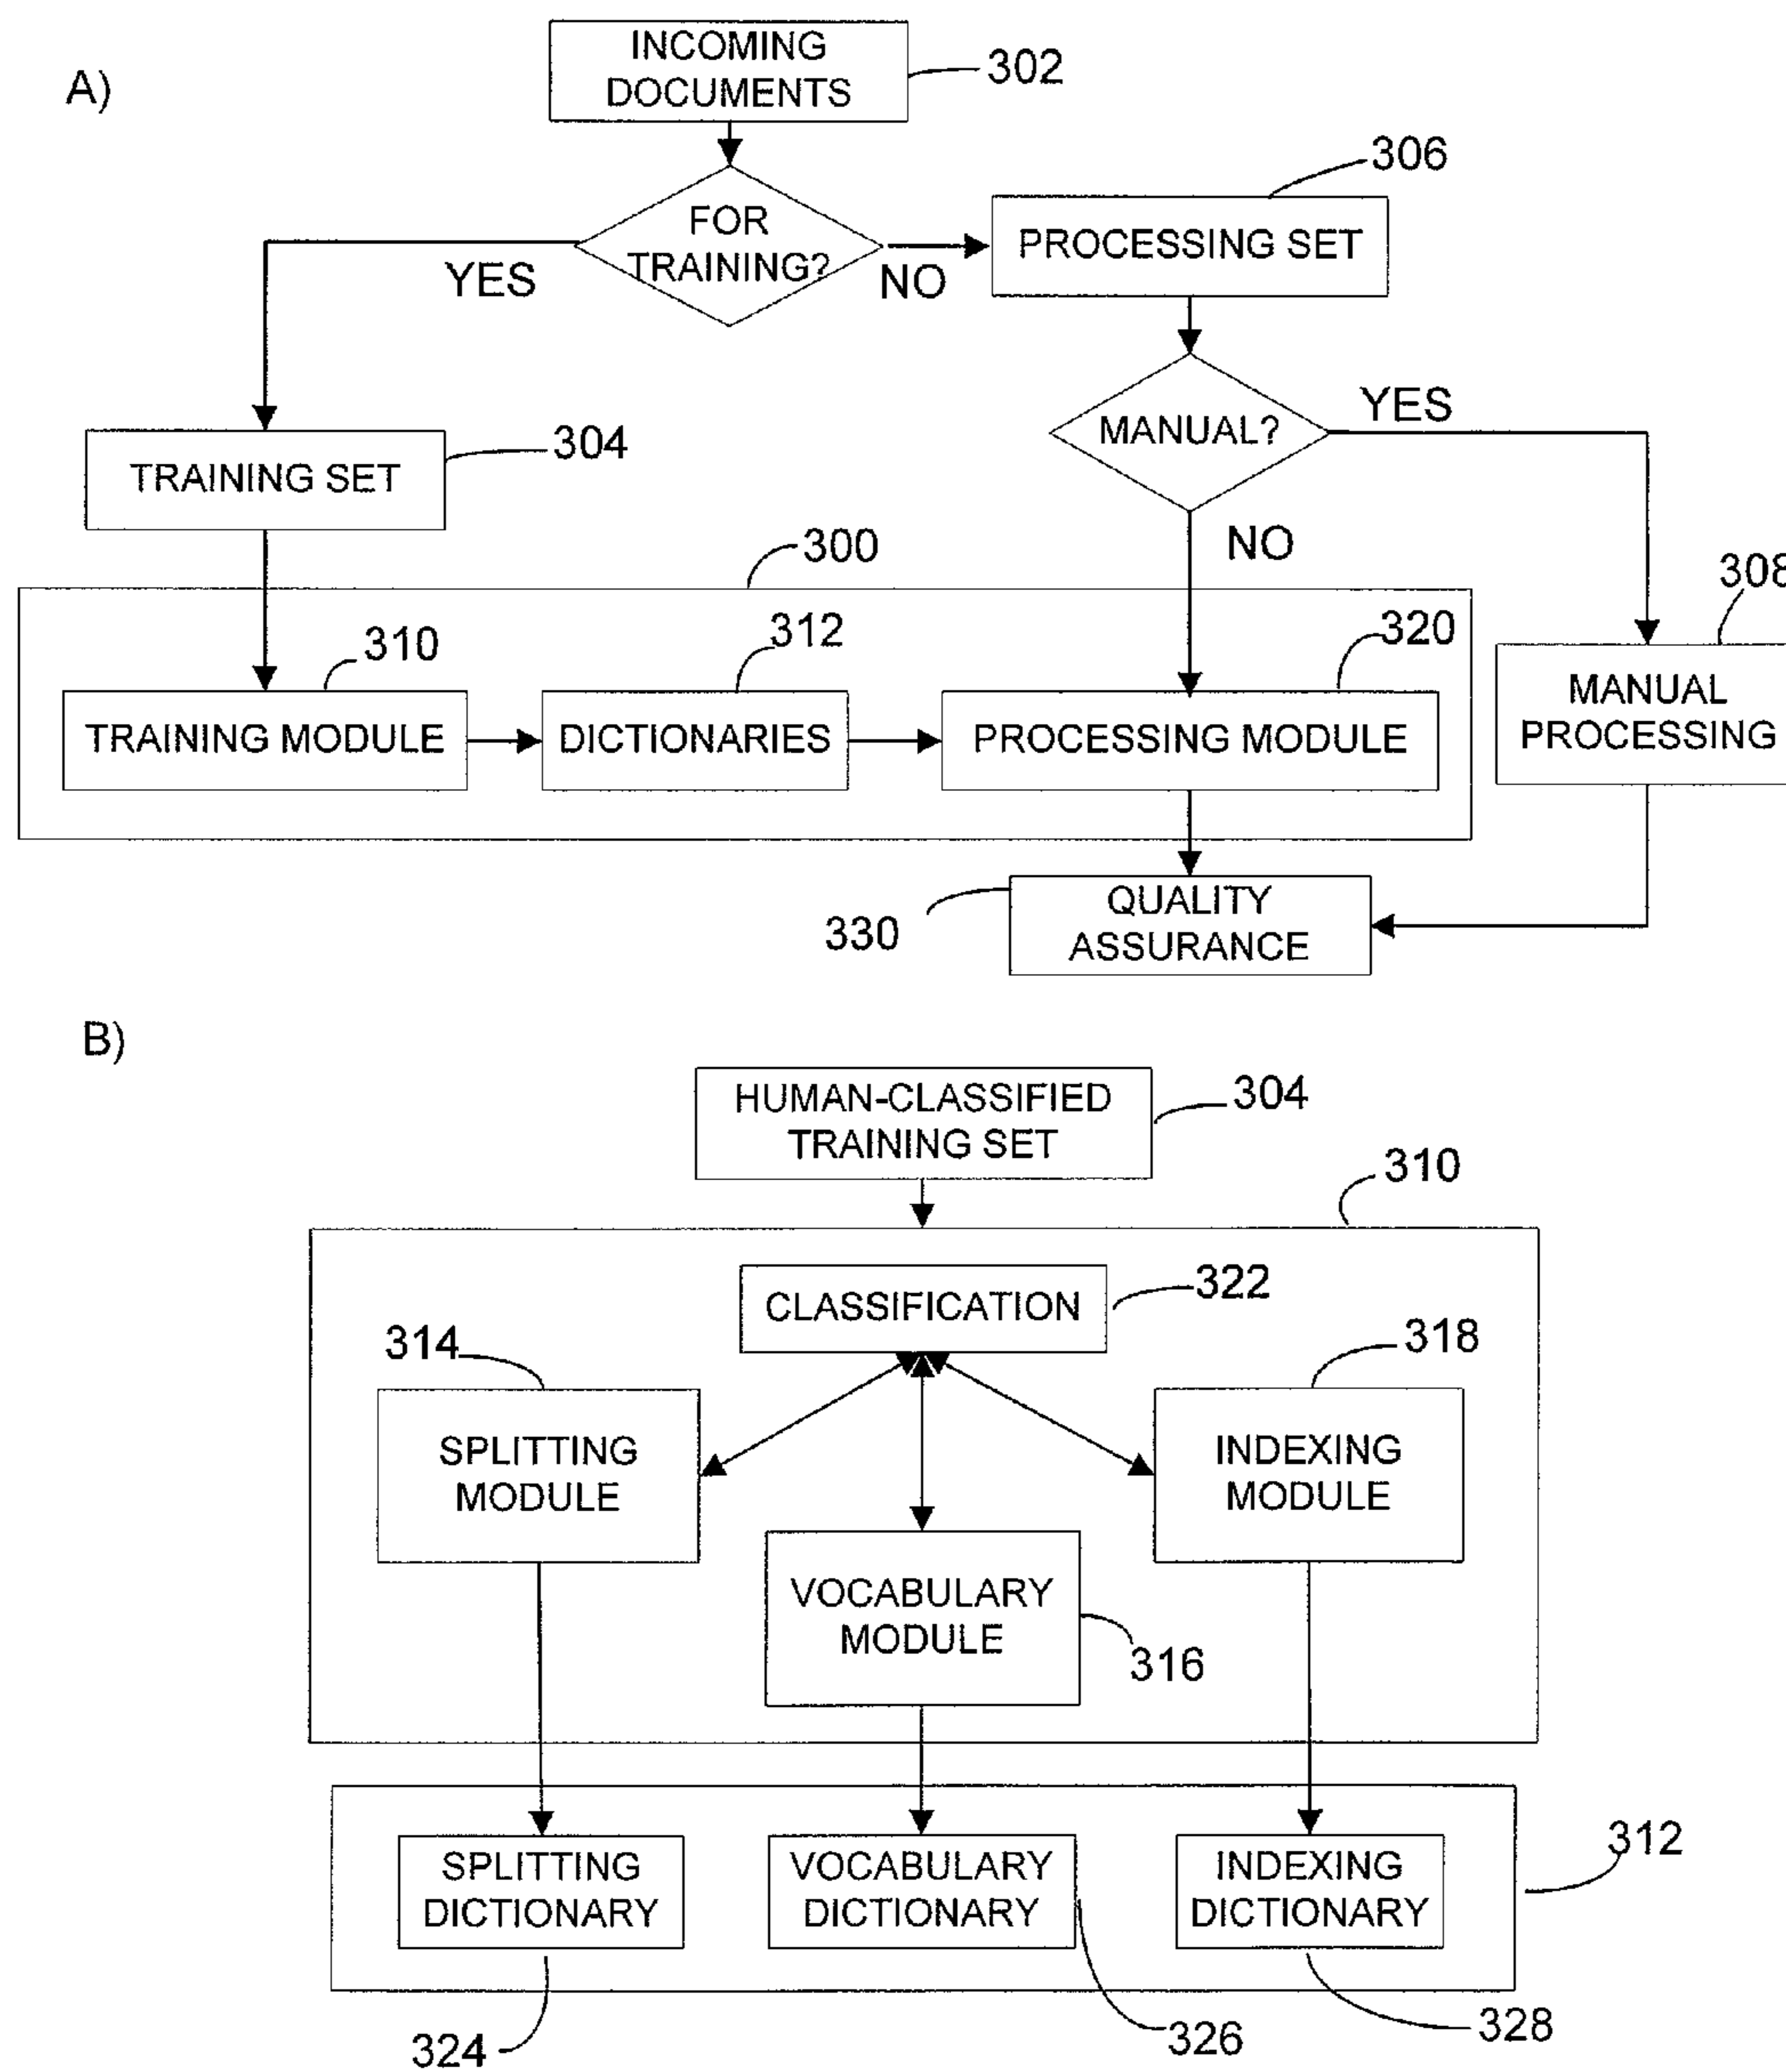 A)
INCOMING
DOCUMENTS
302
306
FOR
TRAINING?
YES
NO
PROCESSING SET
MANUAL?
YES
NO
304
TRAINING SET
300
308
310
312
320
TRAINING MODULE
DICTIONARIES
PROCESSING MODULE
MANUAL
PROCESSING
QUALITY
ASSURANCE
330
B)
HUMAN-CLASSIFIED
TRAINING SET
304
310
CLASSIFICATION
322
314
318
SPLITTING
MODULE
INDEXING
MODULE
VOCABULARY
MODULE
316
312
SPLITTING
DICTIONARY
VOCABULARY
DICTIONARY
INDEXING
DICTIONARY
324
326
328